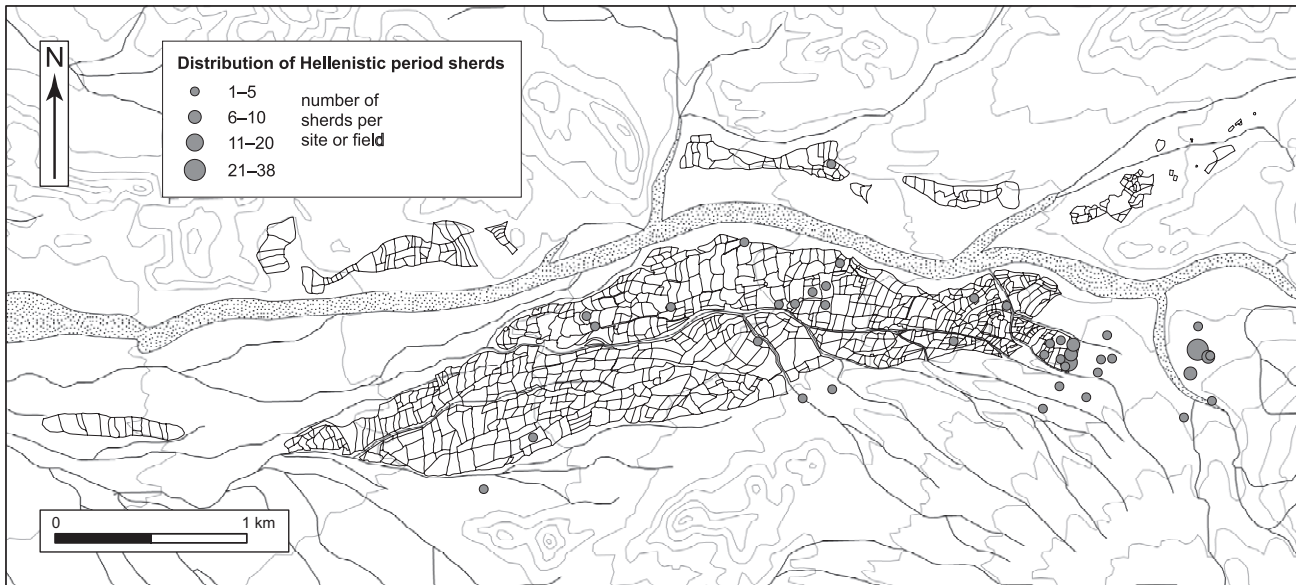 N
Distribution of Hellenistic period sherds
1–5
6–10
11–20
21–38
number of
sherds per
site or field
0
1 km